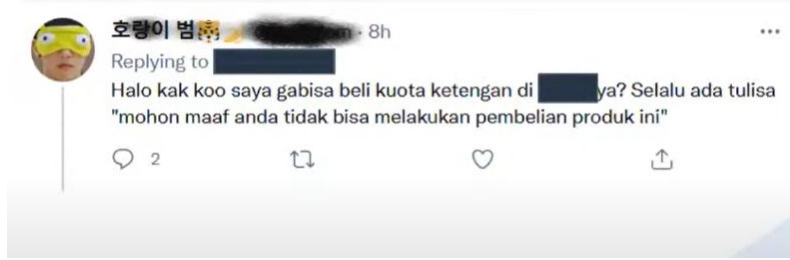 호랑이 범🐯💫 · 8h
Replying to
Halo kak koo saya gabisa beli kuota ketengan di ya? Selalu ada tulisa
"mohon maaf anda tidak bisa melakukan pembelian produk ini"
2